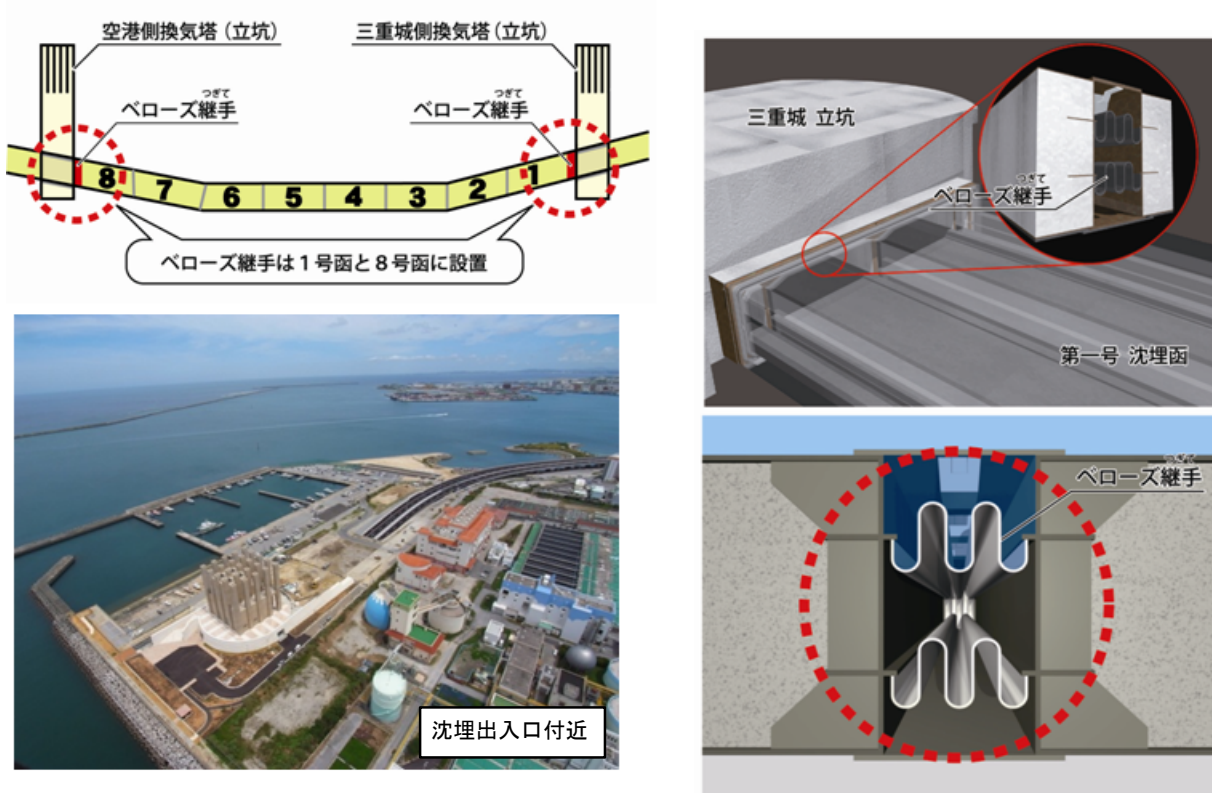 空港側換気塔（立坑）
三重城側換気塔（立坑）
つぎて
ベローズ継手
つぎて
ベローズ継手
8 7 6 5 4 3 2 1
ベローズ継手は１号函と８号函に設置
三重城 立坑
つぎて
ベローズ継手
第一号 沈埋函
沈埋出入口付近
つぎて
ベローズ継手